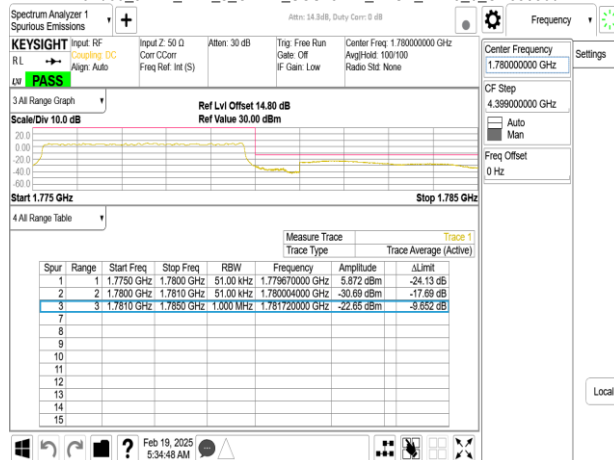 Spectrum Analyzer 1
Spurious Emissions
Attn: 14.3dB, Duty Corr: 0 dB
Frequency
KEYSIGHT
RL
Input: RF
Coupling: DC
Align: Auto
Input Z: 50 Ω
Corr CCorr
Freq Ref: Int (S)
Atten: 30 dB
Trig: Free Run
Gate: Off
IF Gain: Low
Center Freq: 1.780000000 GHz
Avg|Hold: 100/100
Radio Std: None
PASS
Center Frequency
1.780000000 GHz
Settings
CF Step
4.399000000 GHz
Auto
Man
Freq Offset
0 Hz
3 All Range Graph
Scale/Div 10.0 dB
Ref Lvl Offset 14.80 dB
Ref Value 30.00 dBm
20.0
0.00
-20.0
-40.0
-60.0
Start 1.775 GHz
Stop 1.785 GHz
4 All Range Table
Measure Trace Trace 1
Trace Type Trace Average (Active)
Spur Range Start Freq Stop Freq RBW Frequency Amplitude ΔLimit
1 1 1.7750 GHz 1.7800 GHz 51.00 kHz 1.779670000 GHz 5.872 dBm -24.13 dB
2 2 1.7800 GHz 1.7810 GHz 51.00 kHz 1.780004000 GHz -30.69 dBm -17.69 dB
3 3 1.7810 GHz 1.7850 GHz 1.000 MHz 1.781720000 GHz -22.65 dBm -9.652 dB
7
8
9
10
11
12
13
14
15
Local
Feb 19, 2025
5:34:48 AM